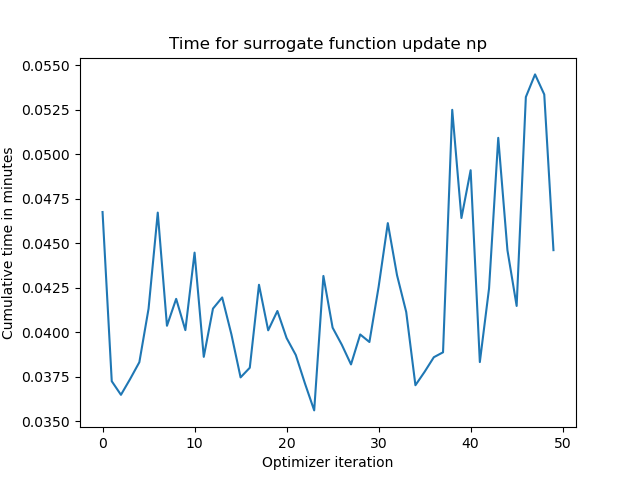 Time for surrogate function update np
0.0550
0.0525
0.0500
0.0475
0.0450
0.0425
0.0400
0.0375
0.0350
Cumulative time in minutes
0 10 20 30 40 50
Optimizer iteration